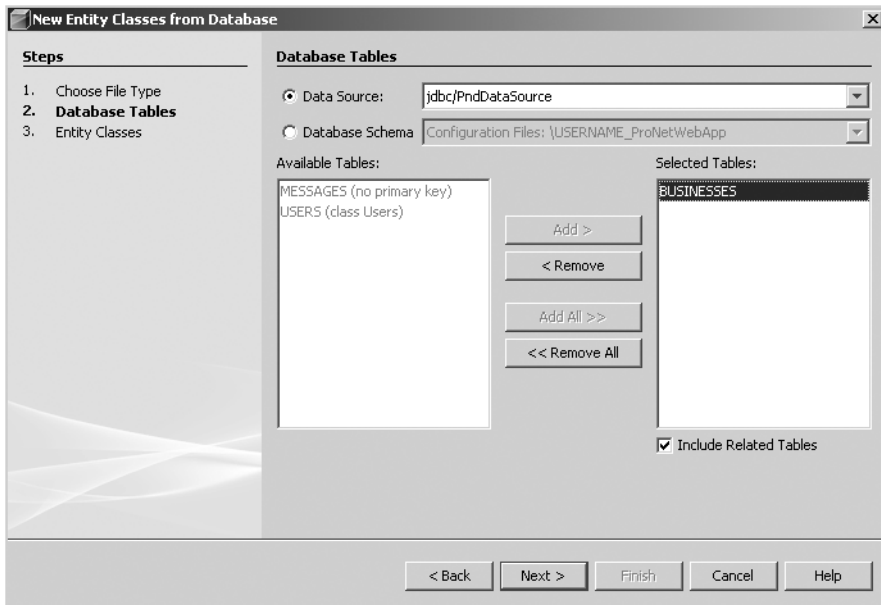 New Entity Classes from Database
Steps
1. Choose File Type
2. Database Tables
3. Entity Classes
Database Tables
Data Source: jdbc/PndDataSource
Database Schema Configuration Files: \USERNAME_ProNetWebApp
Available Tables:
MESSAGES (no primary key)
USERS (class Users)
Add >
< Remove
Add All >>
<< Remove All
Selected Tables:
BUSINESSES
Include Related Tables
< Back Next > Finish Cancel Help